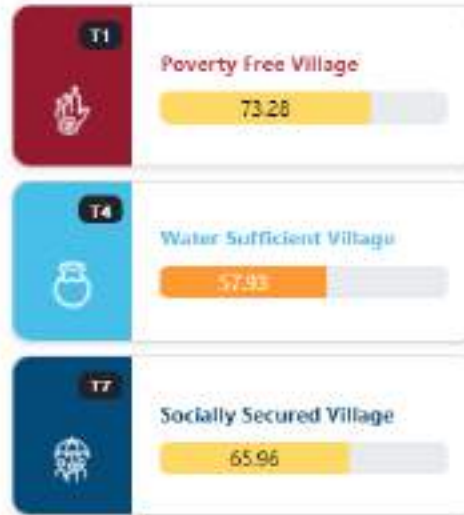 T1
Poverty Free Village
73.28
T4
Water Sufficient Village
57.93
T7
Socially Secured Village
65.96